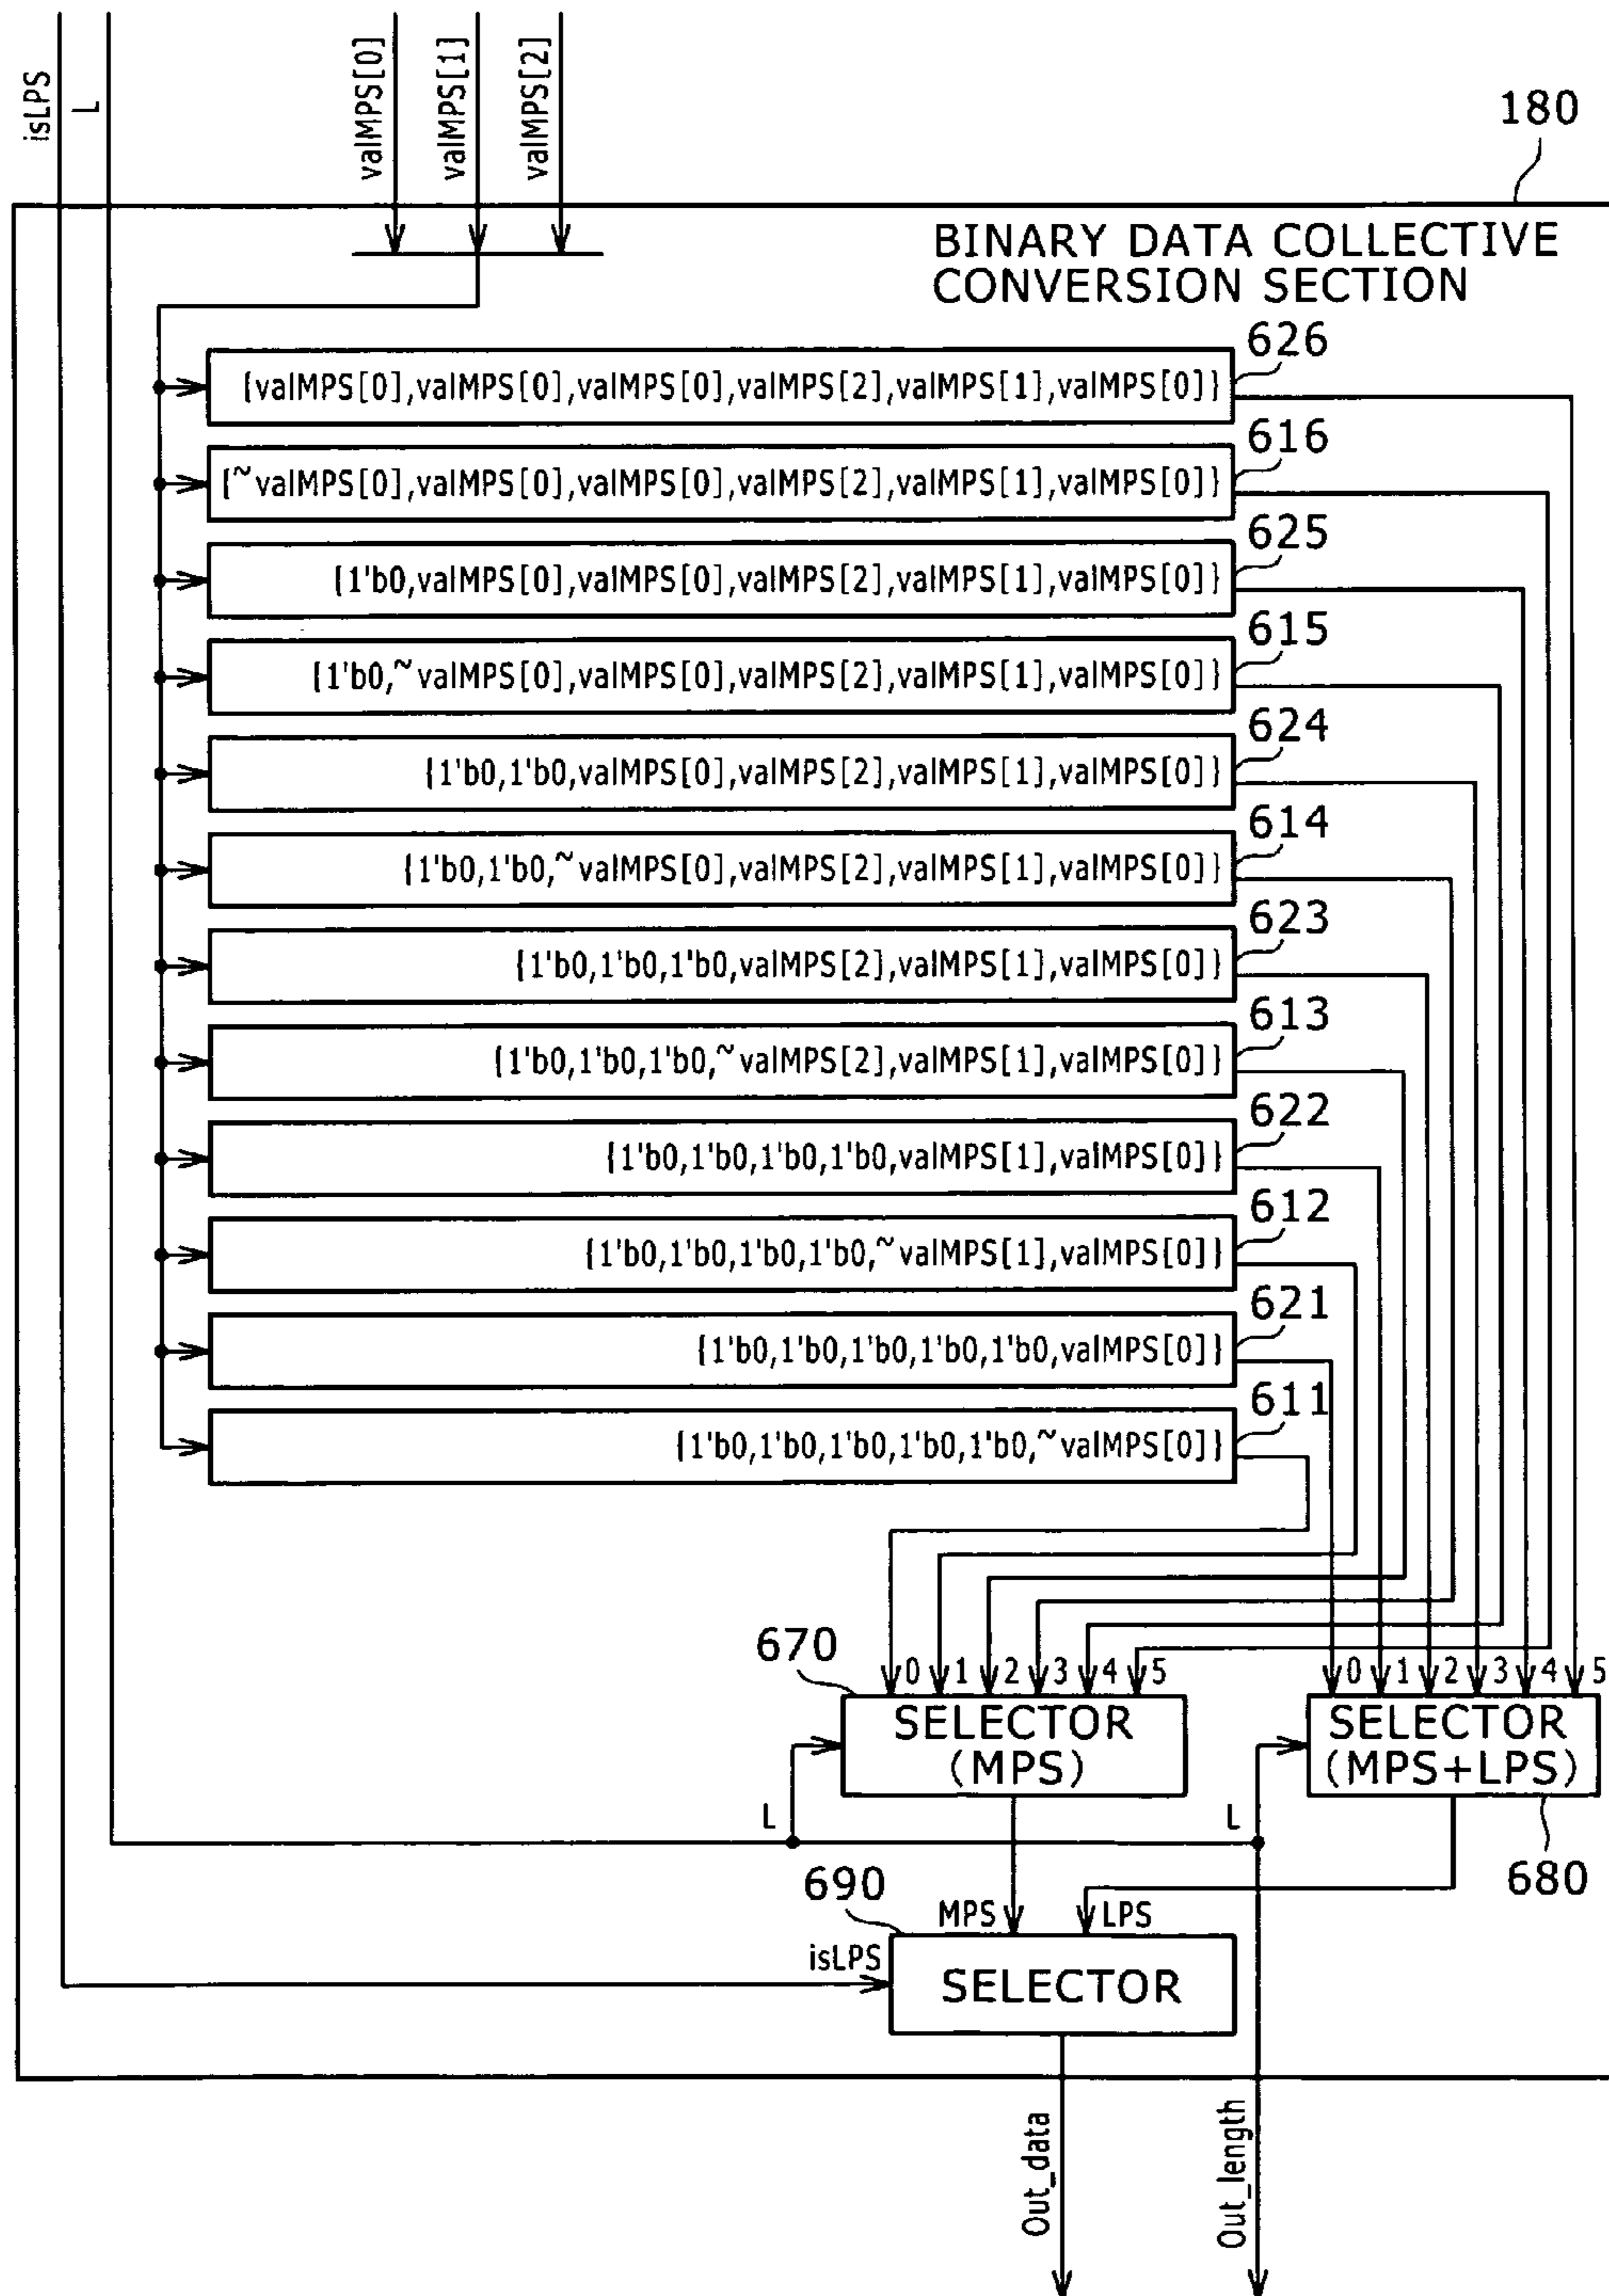 isLPS
L
valMPS[0]
valMPS[1]
valMPS[2]
180
BINARY DATA COLLECTIVE
CONVERSION SECTION
626
{valMPS[0],valMPS[0],valMPS[0],valMPS[2],valMPS[1],valMPS[0]}
616
{~valMPS[0],valMPS[0],valMPS[0],valMPS[2],valMPS[1],valMPS[0]}
625
{1'b0,valMPS[0],valMPS[0],valMPS[2],valMPS[1],valMPS[0]}
615
{1'b0,~valMPS[0],valMPS[0],valMPS[2],valMPS[1],valMPS[0]}
624
{1'b0,1'b0,valMPS[0],valMPS[2],valMPS[1],valMPS[0]}
614
{1'b0,1'b0,~valMPS[0],valMPS[2],valMPS[1],valMPS[0]}
623
{1'b0,1'b0,1'b0,valMPS[2],valMPS[1],valMPS[0]}
613
{1'b0,1'b0,1'b0,~valMPS[2],valMPS[1],valMPS[0]}
622
{1'b0,1'b0,1'b0,1'b0,valMPS[1],valMPS[0]}
612
{1'b0,1'b0,1'b0,1'b0,~valMPS[1],valMPS[0]}
621
{1'b0,1'b0,1'b0,1'b0,1'b0,valMPS[0]}
611
{1'b0,1'b0,1'b0,1'b0,1'b0,~valMPS[0]}
670
0 1 2 3 4 5
0 1 2 3 4 5
SELECTOR
(MPS)
SELECTOR
(MPS+LPS)
L
L
680
690
MPS
LPS
isLPS
SELECTOR
Out_data
Out_length